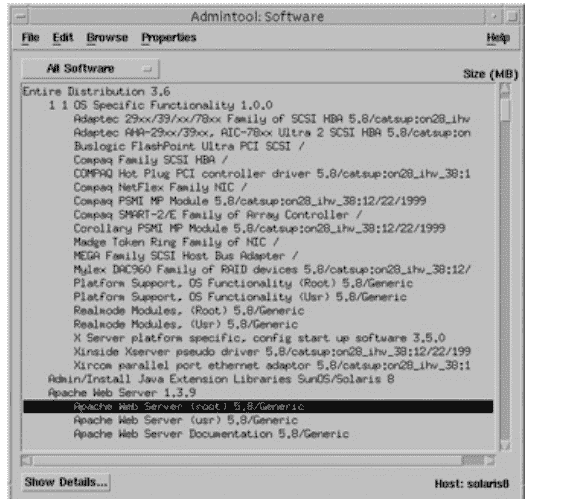 Admintool: Software
File Edit Browse Properties Help
All Software
Size (MB)
Entire Distribution 3.6
1 1 OS Specific Functionality 1.0.0
Adaptec 29xx/39/xx/78xx Family of SCSI HBA 5.8/catsup:on28_ihv
Adaptec AHA-29xx/39xx, AIC-78xx Ultra 2 SCSI HBA 5.8/catsup:on
Buslogic FlashPoint Ultra PCI SCSI /
Compaq Family SCSI HBA /
COMPAQ Hot Plug PCI controller driver 5.8/catsup:on28_ihv_38:1
Compaq NetFlex Family NIC /
Compaq PSMI MP Module 5.8/catsup:on28_ihv_38:12/22/1999
Compaq SMART-2/E Family of Array Controller /
Corollary PSMI MP Module 5.8/catsup:on28_ihv_38:12/22/1999
Madge Token Ring Family of NIC /
MEGA Family SCSI Host Bus Adapter /
Mylex DAC960 Family of RAID devices 5.8/catsup:on28_ihv_38:12/
Platform Support, OS Functionality (Root) 5.8/Generic
Platform Support, OS Functionality (Usr) 5.8/Generic
Realmode Modules, (Root) 5.8/Generic
Realmode Modules, (Usr) 5.8/Generic
X Server platform specific, config start up software 3.5.0
Xinside Xserver pseudo driver 5.8/catsup:on28_ihv_38:12/22/199
Xircom parallel port ethernet adaptor 5.8/catsup:on28_ihv_38:1
Admin/Install Java Extension Libraries SunOS/Solaris 8
Apache Web Server 1.3.9
Apache Web Server (root) 5.8/Generic
Apache Web Server (usr) 5.8/Generic
Apache Web Server Documentation 5.8/Generic
Show Details...
Host: solaris8